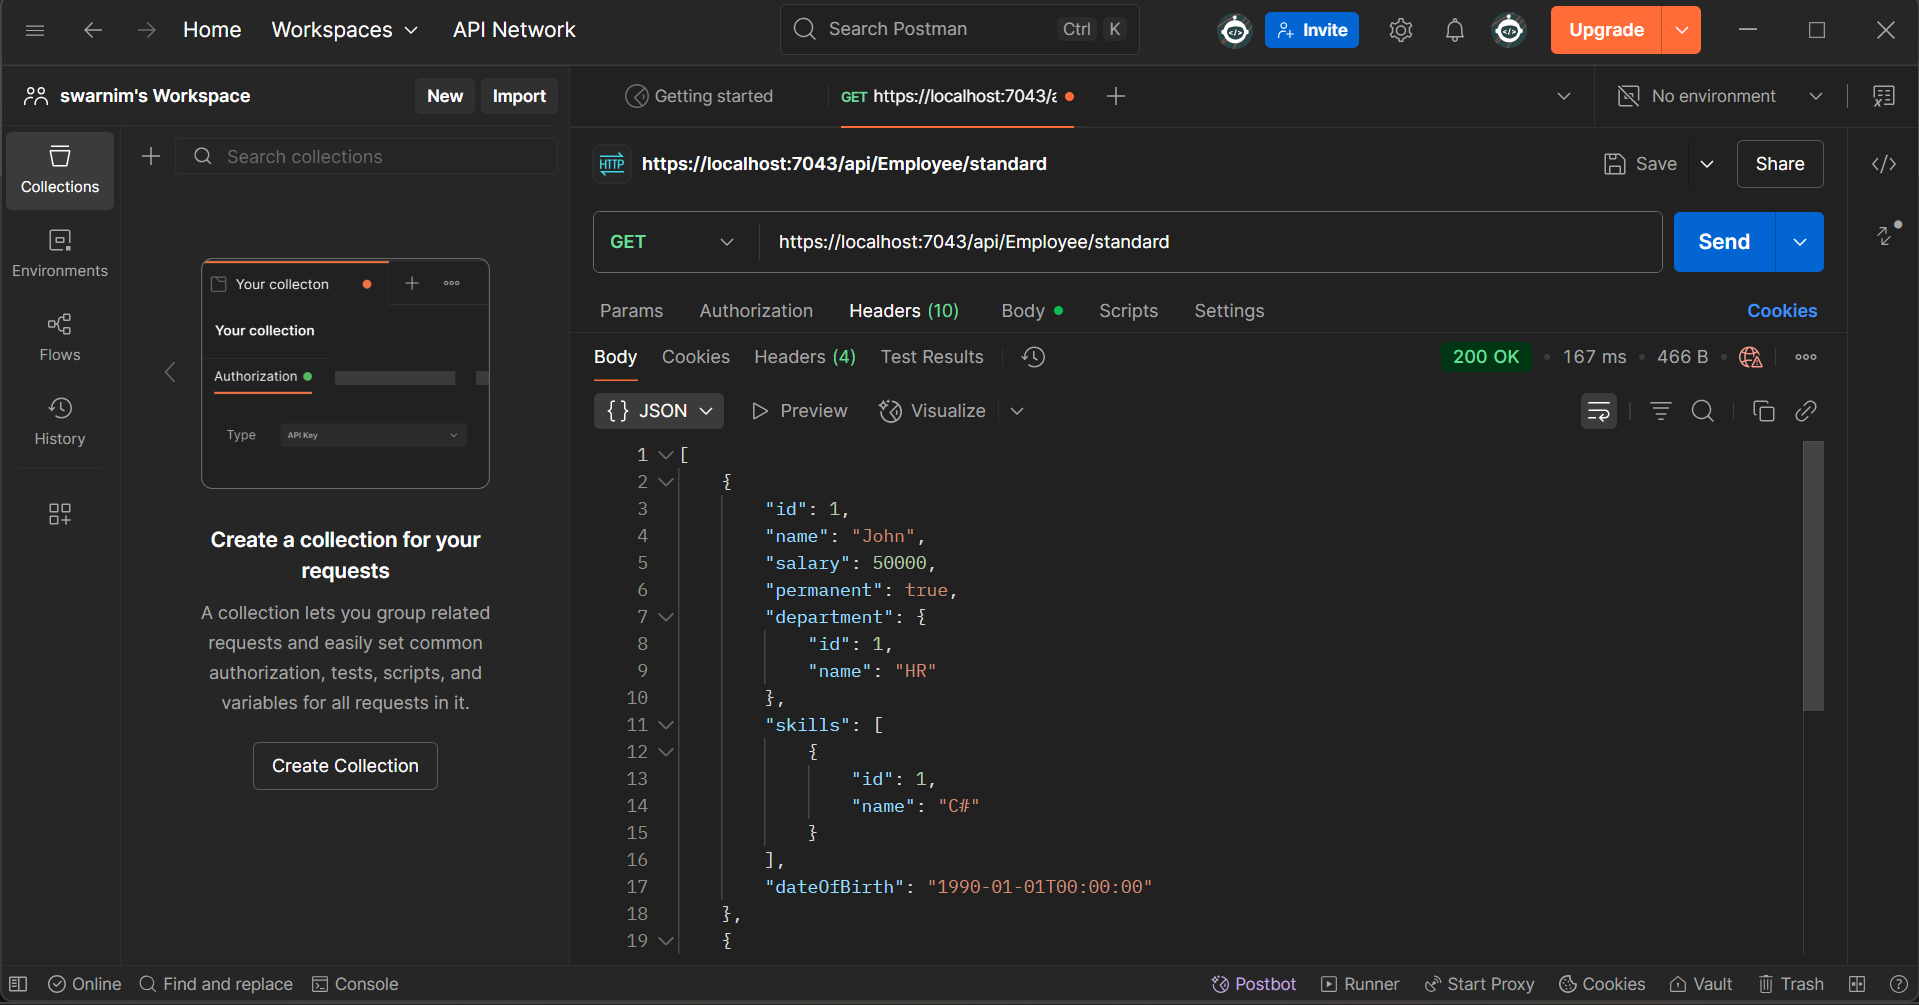 Home Workspaces API Network Search Postman Ctrl K Invite Upgrade
swarnim's Workspace New Import
Getting started GET https://localhost:7043/a No environment
Collections
Environments
Flows
History
Search collections
Your collecton
Your collection
Authorization
Type API Key
Create a collection for your
requests
A collection lets you group related
requests and easily set common
authorization, tests, scripts, and
variables for all requests in it.
Create Collection
HTTP https://localhost:7043/api/Employee/standard Save Share
GET https://localhost:7043/api/Employee/standard Send
Params Authorization Headers (10) Body Scripts Settings Cookies
Body Cookies Headers (4) Test Results 200 OK 167 ms 466 B
{} JSON Preview Visualize
1 [
2 {
3 "id": 1,
4 "name": "John",
5 "salary": 50000,
6 "permanent": true,
7 "department": {
8 "id": 1,
9 "name": "HR"
10 },
11 "skills": [
12 {
13 "id": 1,
14 "name": "C#"
15 }
16 ],
17 "dateOfBirth": "1990-01-01T00:00:00"
18 },
19 {
Online Find and replace Console Postbot Runner Start Proxy Cookies Vault Trash